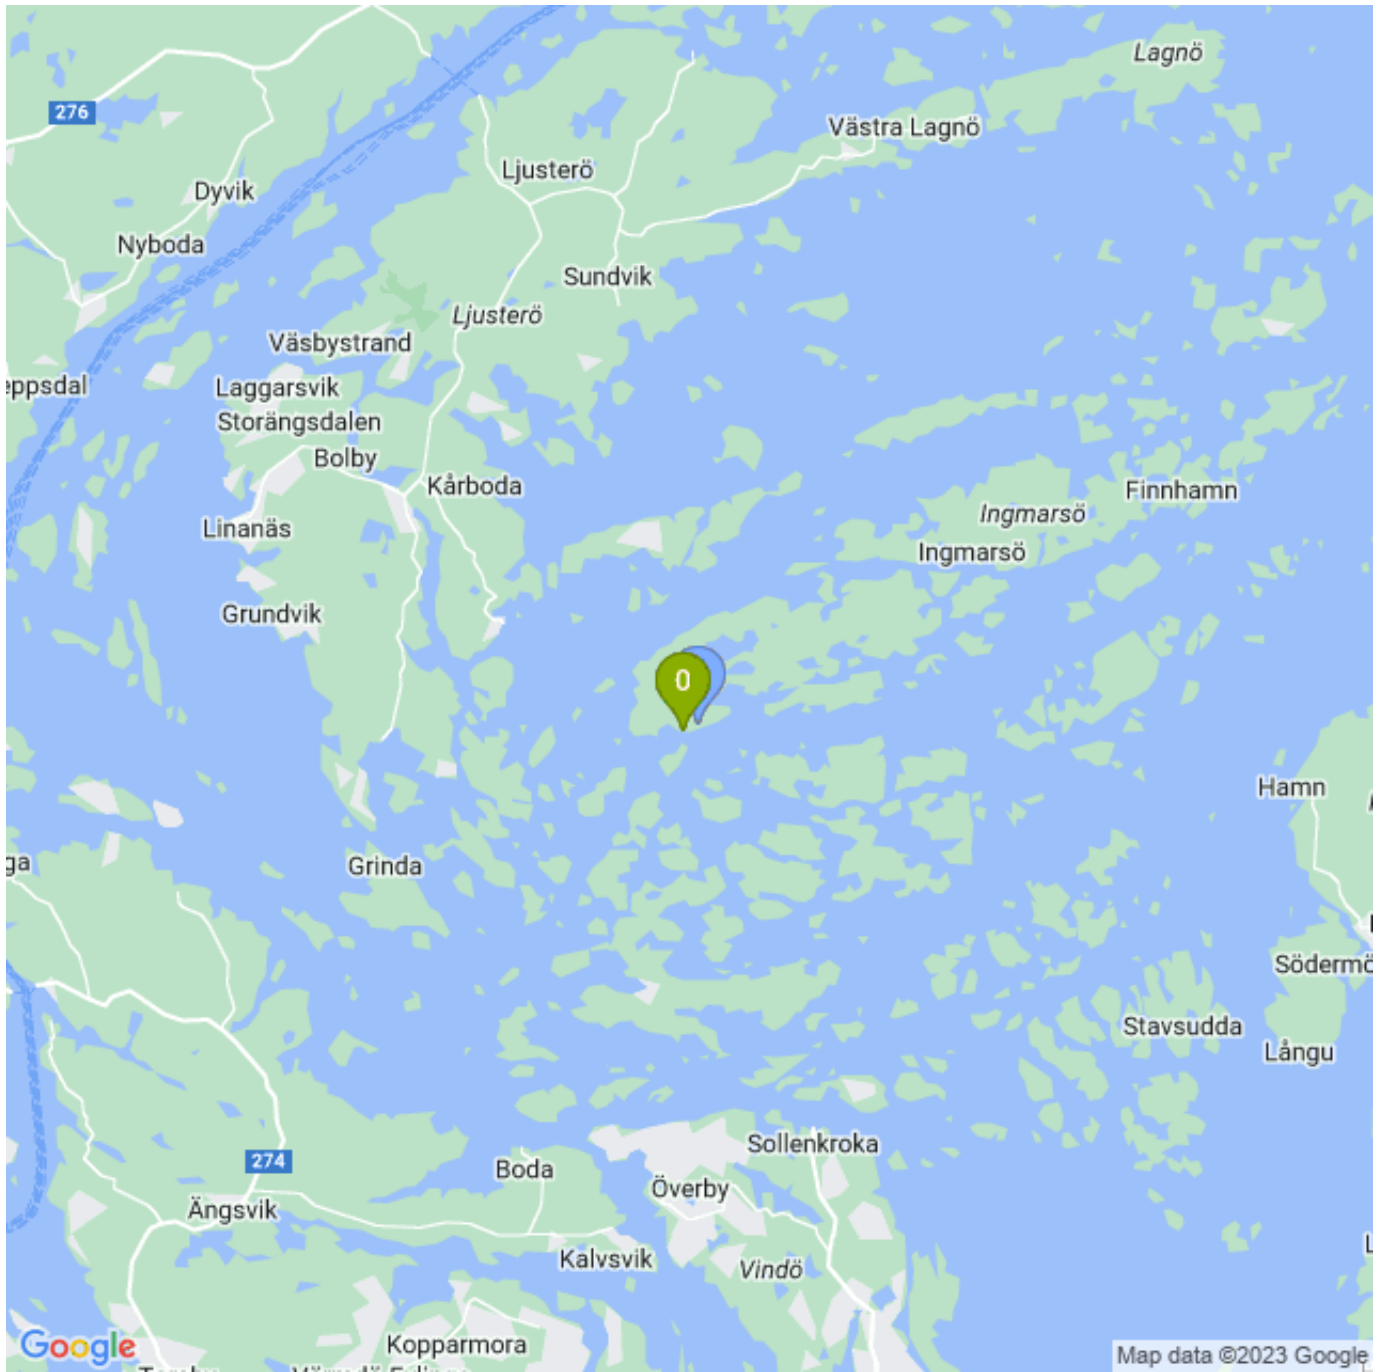 Lagnö
276
Västra Lagnö
Ljusterö
Dyvik
Nyboda
Sundvik
Ljusterö
Väsbystrand
eppsdal
Laggarsvik
Storängsdalen
Bolby
Kårboda
Finnhamn
Ingmarsö
Linanäs
Ingmarsö
Grundvik
0
Hamn
ga
Grinda
Södermö
Stavsudda
Långu
Sollenkroka
274
Boda
Överby
Ängsvik
Kalvsvik
Vindö
Kopparmora
Google
Map data ©2023 Google